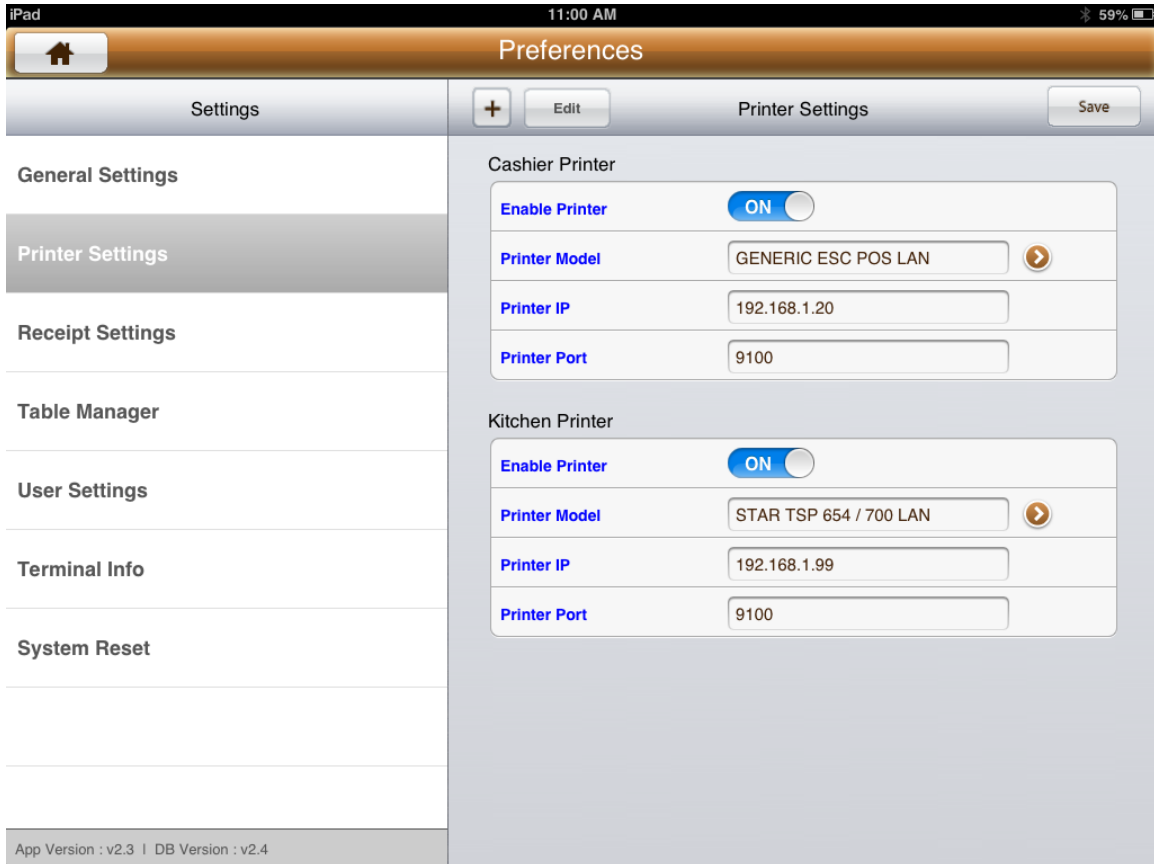 iPad 11:00 AM 59%
Preferences
Settings
+ Edit Printer Settings Save
General Settings
Printer Settings
Receipt Settings
Table Manager
User Settings
Terminal Info
System Reset
App Version : v2.3 | DB Version : v2.4
Cashier Printer
Enable Printer ON
Printer Model GENERIC ESC POS LAN
Printer IP 192.168.1.20
Printer Port 9100
Kitchen Printer
Enable Printer ON
Printer Model STAR TSP 654 / 700 LAN
Printer IP 192.168.1.99
Printer Port 9100